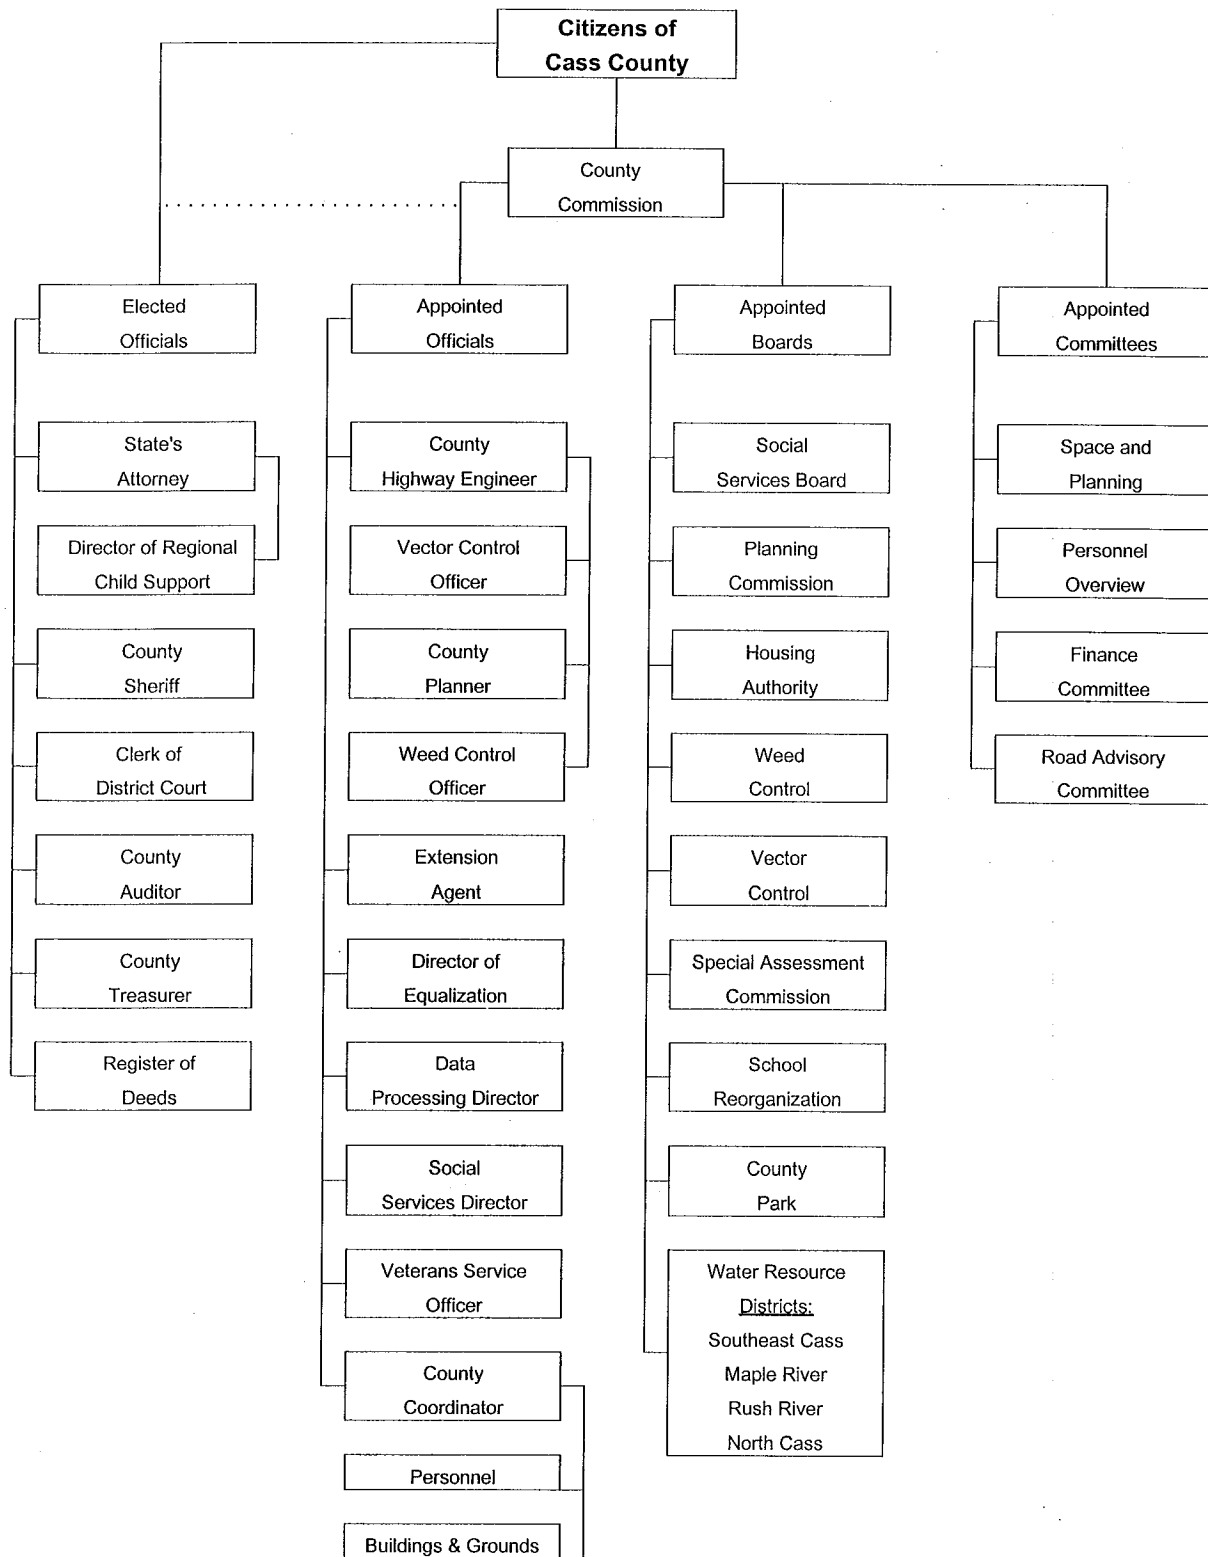 Citizens of
Cass County
County
Commission
Elected
Officials
Appointed
Officials
Appointed
Boards
Appointed
Committees
State's
Attorney
Director of Regional
Child Support
County
Sheriff
Clerk of
District Court
County
Auditor
County
Treasurer
Register of
Deeds
County
Highway Engineer
Vector Control
Officer
County
Planner
Weed Control
Officer
Extension
Agent
Director of
Equalization
Data
Processing Director
Social
Services Director
Veterans Service
Officer
County
Coordinator
Personnel
Buildings & Grounds
Social
Services Board
Planning
Commission
Housing
Authority
Weed
Control
Vector
Control
Special Assessment
Commission
School
Reorganization
County
Park
Water Resource
Districts:
Southeast Cass
Maple River
Rush River
North Cass
Space and
Planning
Personnel
Overview
Finance
Committee
Road Advisory
Committee